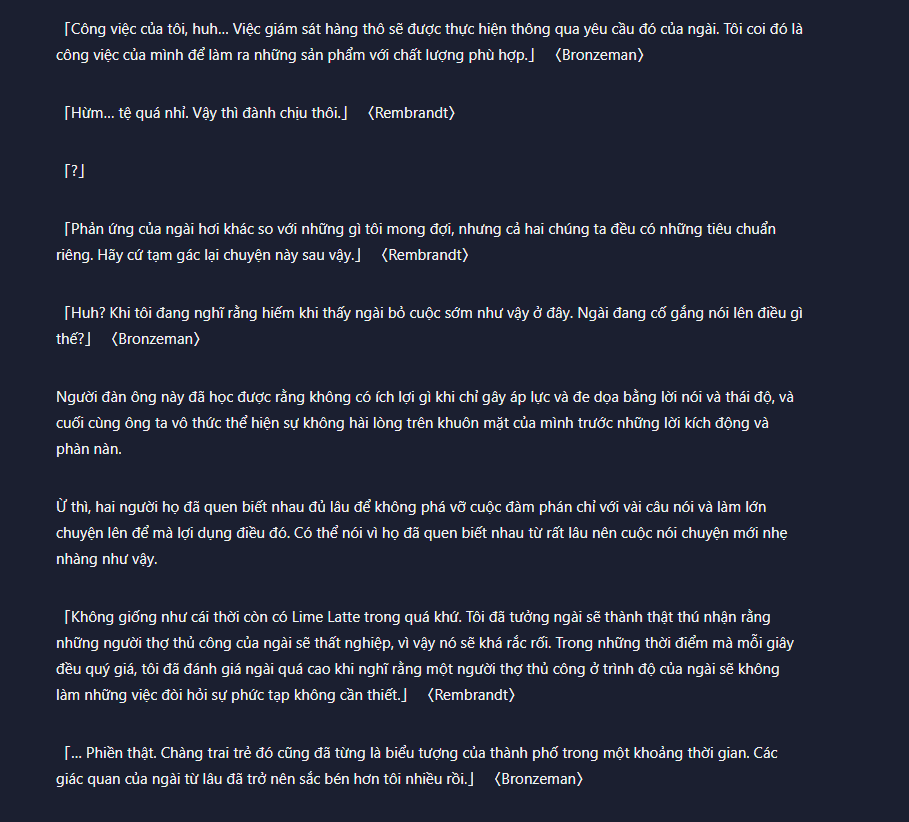 「Công việc của tôi, huh... Việc giám sát hàng thô sẽ được thực hiện thông qua yêu cầu đó của ngài. Tôi coi đó là
công việc của mình để làm ra những sản phẩm với chất lượng phù hợp.」 〈Bronzeman〉
「Hừm... tệ quá nhỉ. Vậy thì đành chịu thôi.」 〈Rembrandt〉
「?」
「Phản ứng của ngài hơi khác so với những gì tôi mong đợi, nhưng cả hai chúng ta đều có những tiêu chuẩn
riêng. Hãy cứ tạm gác lại chuyện này sau vậy.」 〈Rembrandt〉
「Huh? Khi tôi đang nghĩ rằng hiếm khi thấy ngài bỏ cuộc sớm như vậy ở đây. Ngài đang cố gắng nói lên điều gì
thế?」 〈Bronzeman〉
Người đàn ông này đã học được rằng không có ích lợi gì khi chỉ gây áp lực và đe dọa bằng lời nói và thái độ, và
cuối cùng ông ta vô thức thể hiện sự không hài lòng trên khuôn mặt của mình trước những lời kích động và
phàn nàn.
Ừ thì, hai người họ đã quen biết nhau đủ lâu để không phá vỡ cuộc đàm phán chỉ với vài câu nói và làm lớn
chuyện lên để mà lợi dụng điều đó. Có thể nói vì họ đã quen biết nhau từ rất lâu nên cuộc nói chuyện mới nhẹ
nhàng như vậy.
「Không giống như cái thời còn có Lime Latte trong quá khứ. Tôi đã tưởng ngài sẽ thành thật thú nhận rằng
những người thợ thủ công của ngài sẽ thất nghiệp, vì vậy nó sẽ khá rắc rối. Trong những thời điểm mà mỗi giây
đều quý giá, tôi đã đánh giá ngài quá cao khi nghĩ rằng một người thợ thủ công ở trình độ của ngài sẽ không
làm những việc đòi hỏi sự phức tạp không cần thiết.」 〈Rembrandt〉
「... Phiền thật. Chàng trai trẻ đó cũng đã từng là biểu tượng của thành phố trong một khoảng thời gian. Các
giác quan của ngài từ lâu đã trở nên sắc bén hơn tôi nhiều rồi.」 〈Bronzeman〉